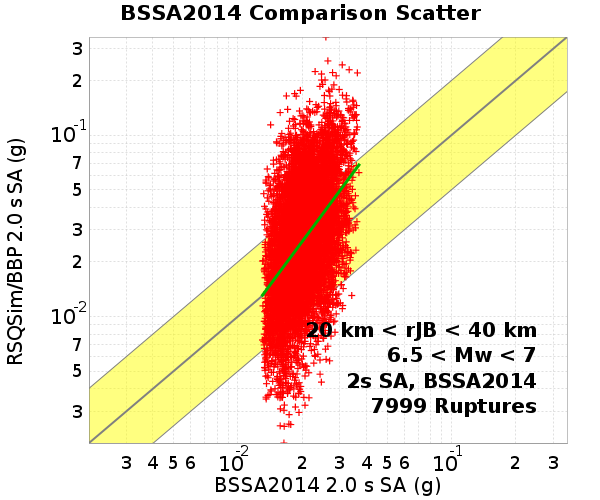 BSSA2014 Comparison Scatter
RSQSim/BBP 2.0 s SA (g)
3
2
10-1
7
5
3
2
10-2
7
5
3
20 km < rJB < 40 km
6.5 < Mw < 7
2s SA, BSSA2014
7999 Ruptures
3 4 5 6 10-2 2 3 4 5 6 10-1 2 3
BSSA2014 2.0 s SA (g)